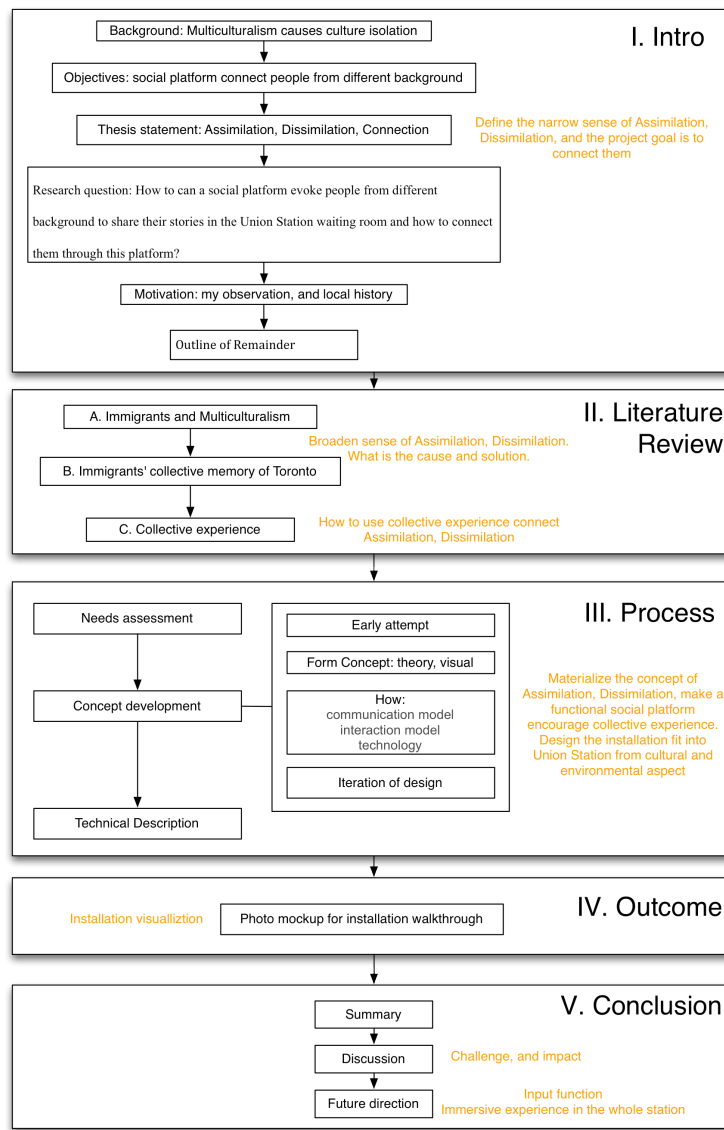 I. Intro
Background: Multiculturalism causes culture isolation
Objectives: social platform connect people from different background
Thesis statement: Assimilation, Dissimilation, Connection
Define the narrow sense of Assimilation,
Dissimilation, and the project goal is to
connect them
Research question: How to can a social platform evoke people from different
background to share their stories in the Union Station waiting room and how to connect
them through this platform?
Motivation: my observation, and local history
Outline of Remainder
II. Literature
Review
A. Immigrants and Multiculturalism
Broaden sense of Assimilation, Dissimilation.
What is the cause and solution.
B. Immigrants' collective memory of Toronto
C. Collective experience
How to use collective experience connect
Assimilation, Dissimilation
III. Process
Needs assessment
Concept development
Technical Description
Early attempt
Form Concept: theory, visual
How:
communication model
interaction model
technology
Iteration of design
Materialize the concept of
Assimilation, Dissimilation, make a
functional social platform
encourage collective experience.
Design the installation fit into
Union Station from cultural and
environmental aspect
IV. Outcome
Installation visualliztion
Photo mockup for installation walkthrough
V. Conclusion
Summary
Discussion
Challenge, and impact
Future direction
Input function
Immersive experience in the whole station